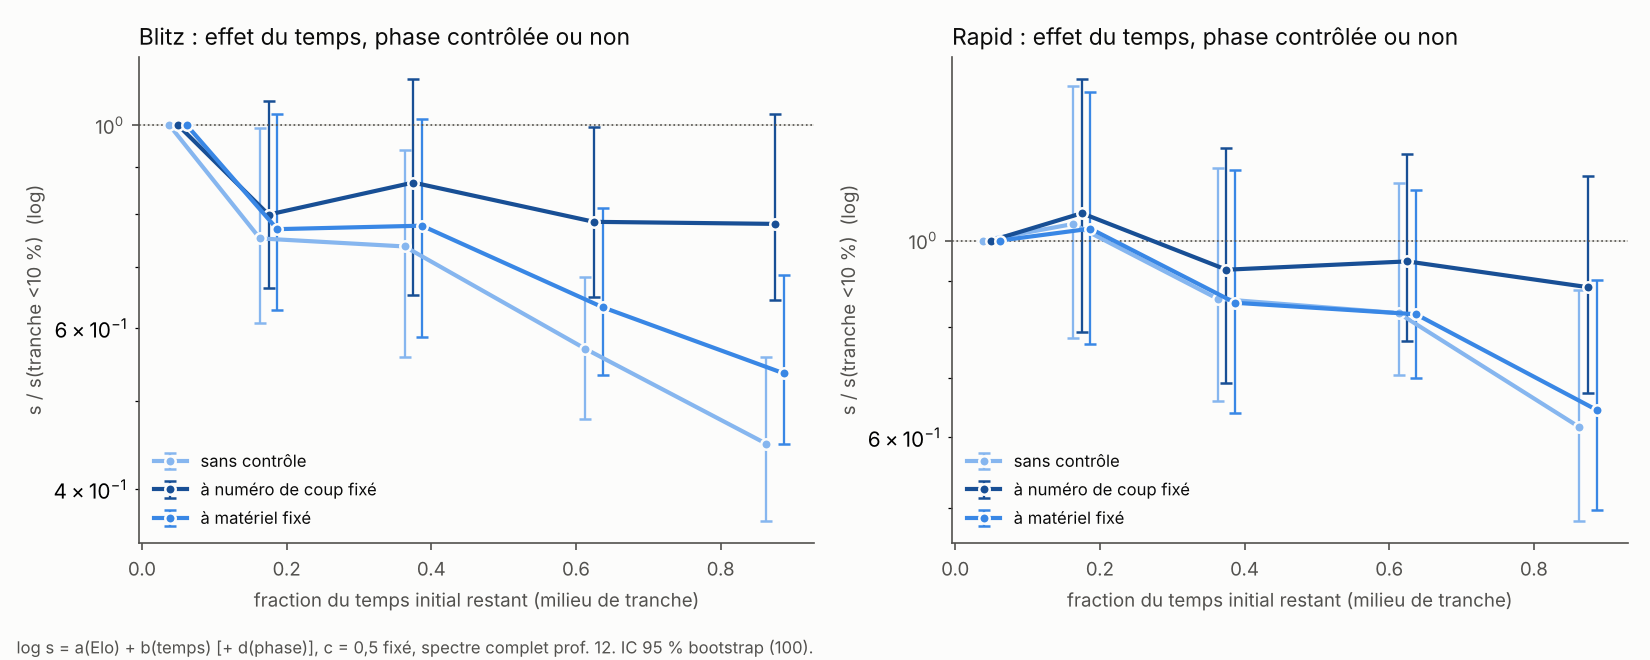 Blitz : effet du temps, phase contrôlée ou non
s / s(tranche <10 %) (log)
10⁰
6 × 10⁻¹
4 × 10⁻¹
sans contrôle
à numéro de coup fixé
à matériel fixé
0.0 0.2 0.4 0.6 0.8
fraction du temps initial restant (milieu de tranche)
Rapid : effet du temps, phase contrôlée ou non
s / s(tranche <10 %) (log)
10⁰
6 × 10⁻¹
sans contrôle
à numéro de coup fixé
à matériel fixé
0.0 0.2 0.4 0.6 0.8
fraction du temps initial restant (milieu de tranche)
log s = a(Elo) + b(temps) [+ d(phase)], c = 0,5 fixé, spectre complet prof. 12. IC 95 % bootstrap (100).